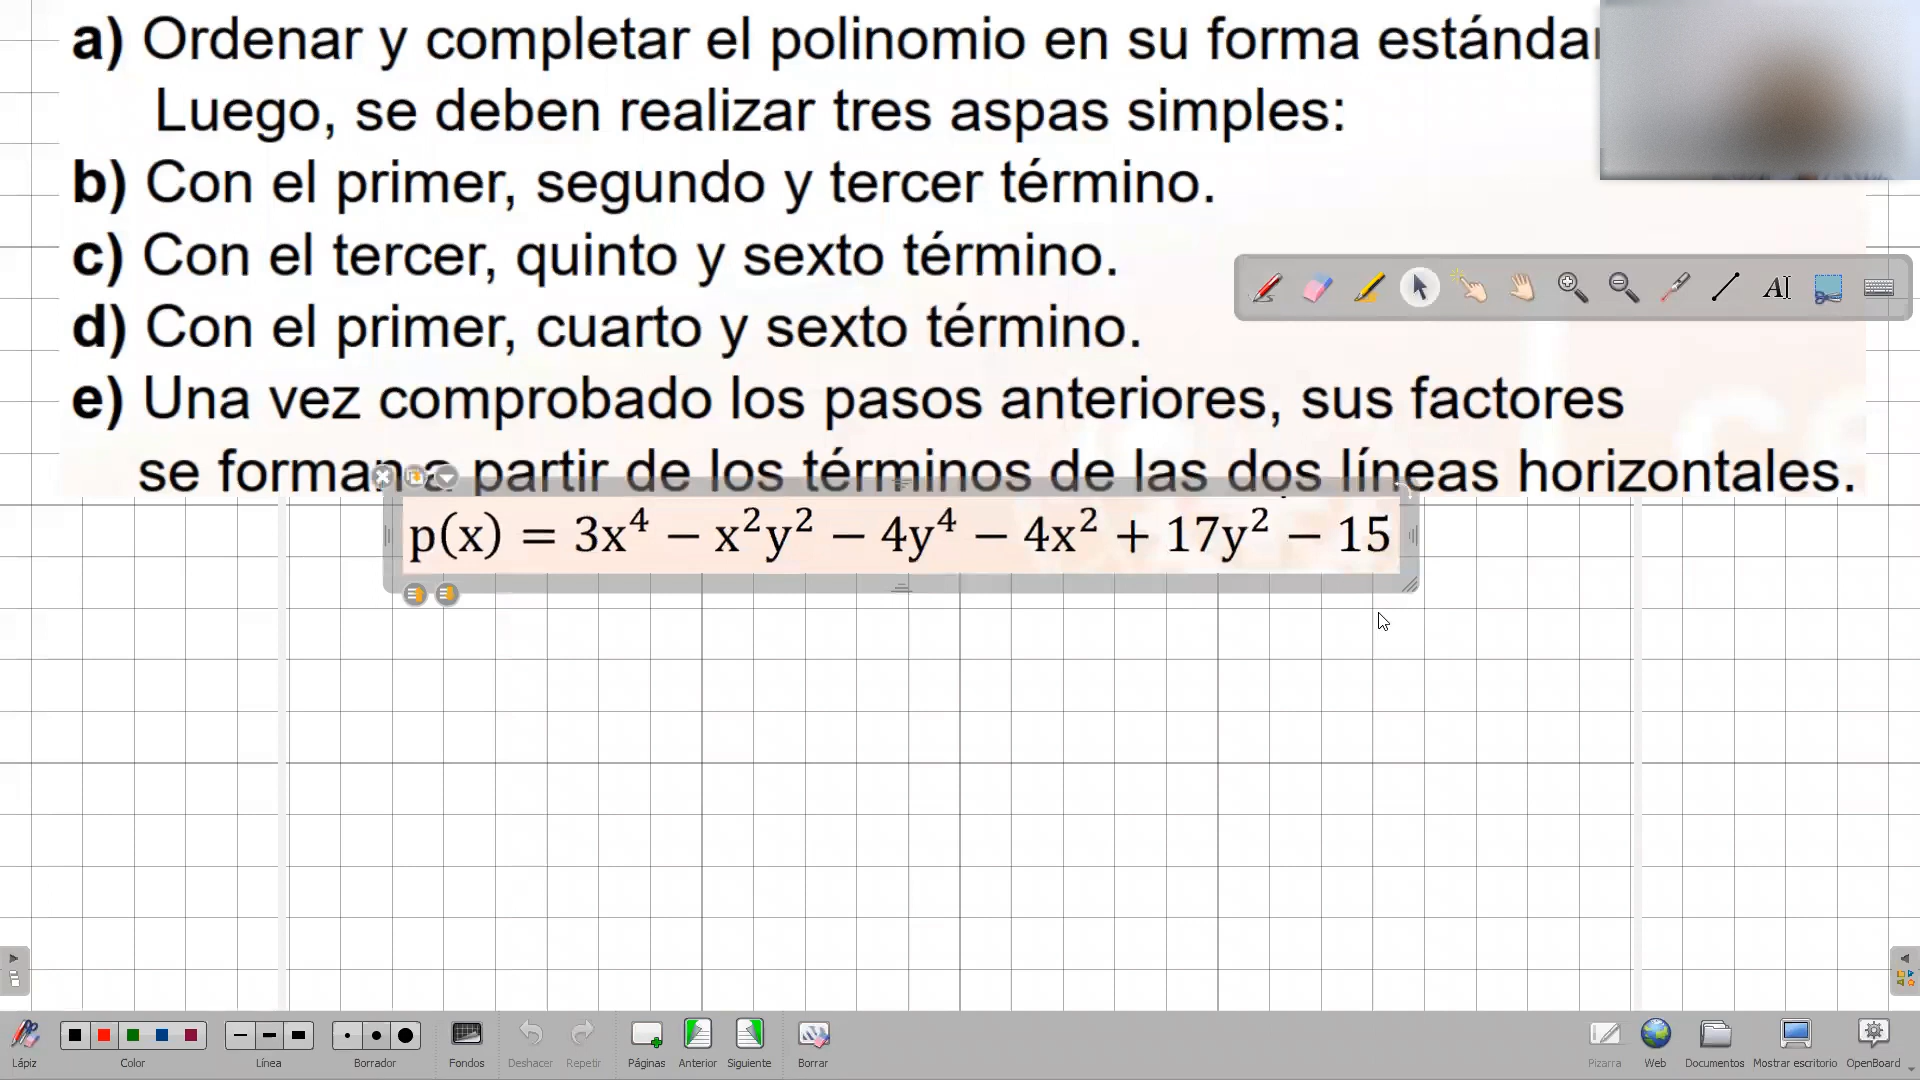 a) Ordenar y completar el polinomio en su forma
Luego, se deben realizar tres aspas simples:
b) Con el primer, segundo y tercer término.
c) Con el tercer, quinto y sexto término.
d) Con el primer, cuarto y sexto término.
e) Una vez comprobado los pasos anteriores, sus factores
se forman a partir de los términos de las dos líneas horizontales.
p(x) = 3x⁴ − x²y² − 4y⁴ − 4x² + 17y² − 15
Lápiz Color Línea Borrador Fondos Deshacer Repetir Páginas Anterior Siguiente Borrar Pizarra Web Documentos Mostrar escritorio OpenBoard